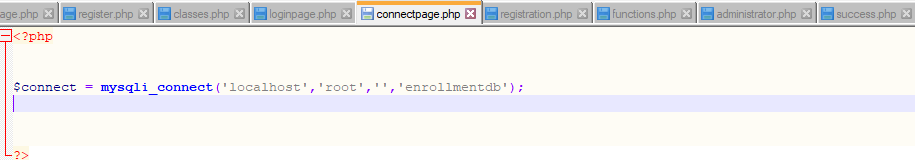 age.php register.php classes.php loginpage.php connectpage.php registration.php functions.php administrator.php success.php
<?php
$connect = mysqli_connect('localhost','root','','enrollmentdb');
?>